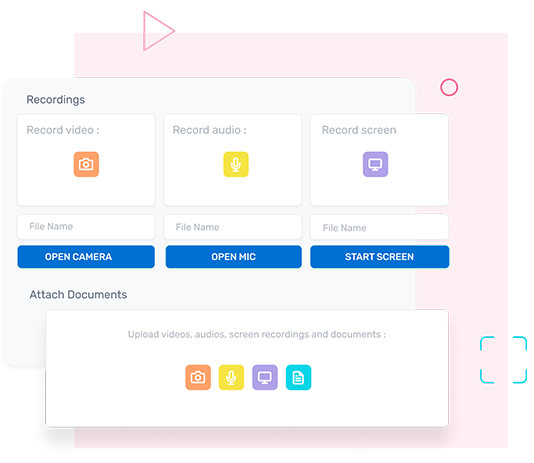 Recordings
Record video :
Record audio :
Record screen
File Name
File Name
File Name
OPEN CAMERA
OPEN MIC
START SCREEN
Attach Documents
Upload videos, audios, screen recordings and documents :